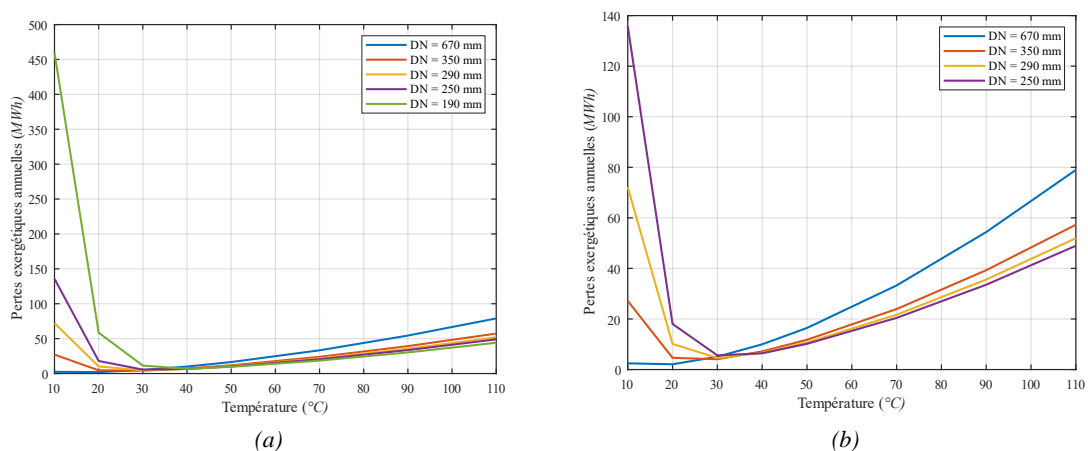 500
450
400
350
300
250
200
150
100
50
0
10 20 30 40 50 60 70 80 90 100 110
Pertes exergétiques annuelles (MWh)
Température (°C)
DN = 670 mm
DN = 350 mm
DN = 290 mm
DN = 250 mm
DN = 190 mm
(a)
140
120
100
80
60
40
20
0
10 20 30 40 50 60 70 80 90 100 110
Pertes exergétiques annuelles (MWh)
Température (°C)
DN = 670 mm
DN = 350 mm
DN = 290 mm
DN = 250 mm
(b)